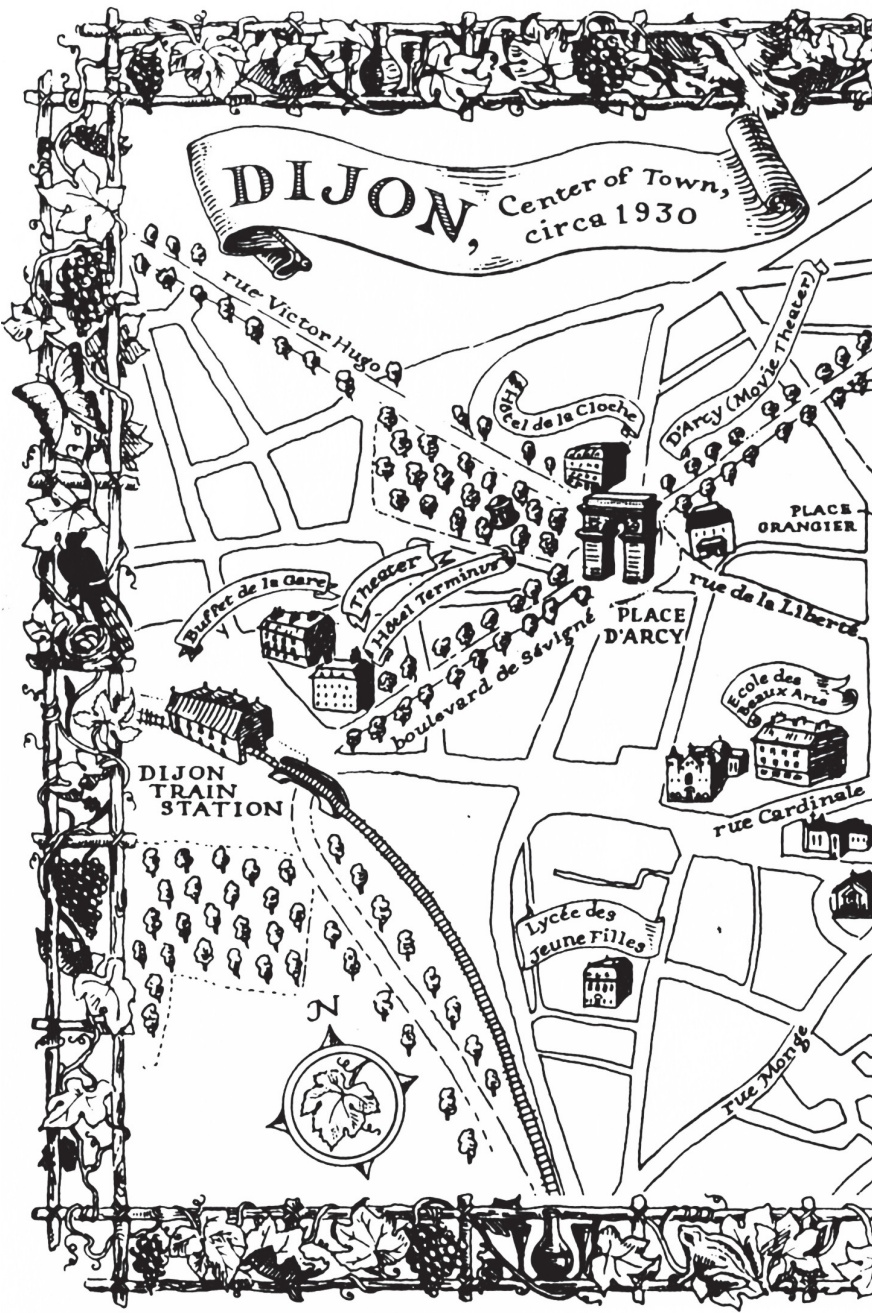 DIJON,
Center of Town,
circa 1930
rue Victor Hugo
Hôtel de la Cloche
D'Arcy (Movie Theater)
PLACE
GRANGIER
Buffet de la Gare
Theater
Hôtel Terminus
PLACE
D'ARCY
rue de la Liberté
boulevard de Sévigné
Ecole des
Beaux Arts
DIJON
TRAIN
STATION
rue Cardinale
Lycée des
Jeune Filles
N
rue Monge